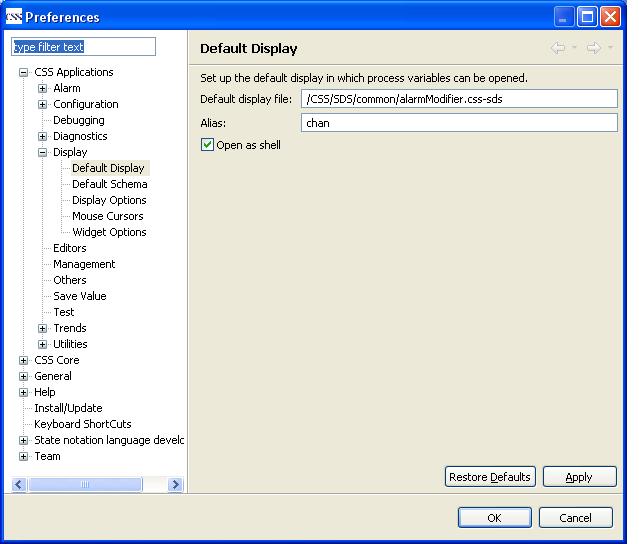 CSS Preferences
type filter text
CSS Applications
Alarm
Configuration
Debugging
Diagnostics
Display
Default Display
Default Schema
Display Options
Mouse Cursors
Widget Options
Editors
Management
Others
Save Value
Test
Trends
Utilities
CSS Core
General
Help
Install/Update
Keyboard ShortCuts
State notation language develc
Team
Default Display
Set up the default display in which process variables can be opened.
Default display file: /CSS/SDS/common/alarmModifier.css-sds
Alias: chan
Open as shell
Restore Defaults Apply
OK Cancel